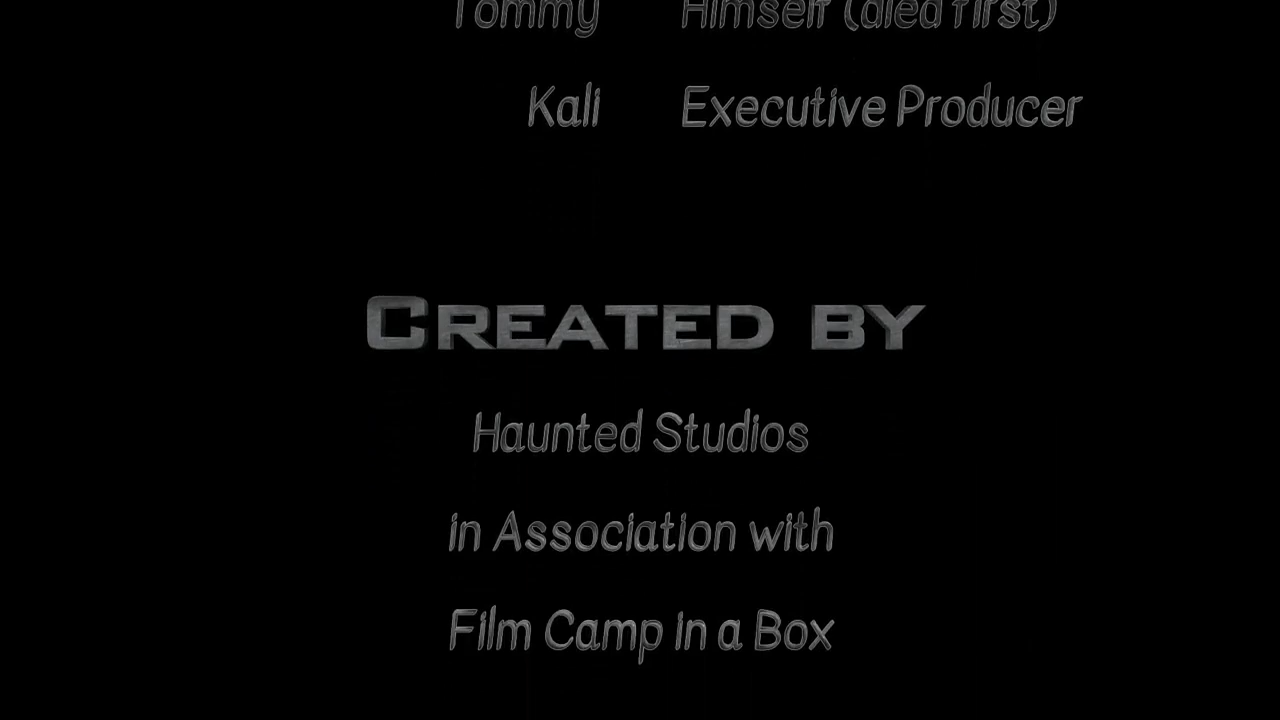 Tommy Himself (died first)
Kali Executive Producer
CREATED BY
Haunted Studios
in Association with
Film Camp in a Box